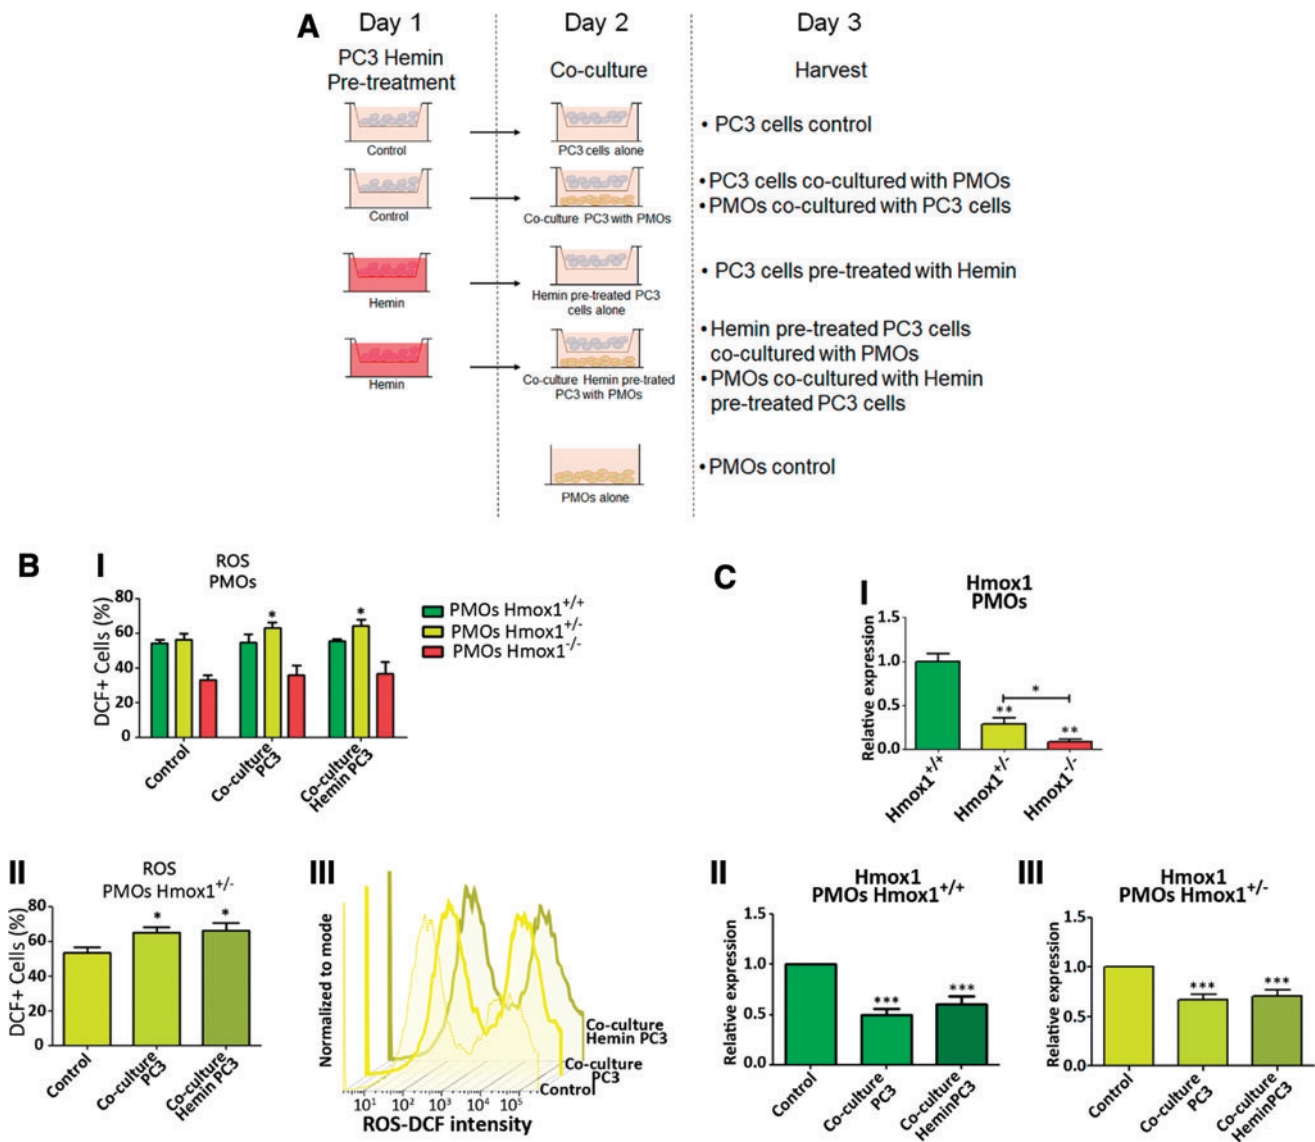 A
Day 1
Day 2
Day 3
PC3 Hemin
Pre-treatment
Co-culture
Harvest
Control
PC3 cells alone
• PC3 cells control
Control
Co-culture PC3 with PMOs
•PC3 cells co-cultured with PMOs
•PMOs co-cultured with PC3 cells
Hemin
Hemin pre-treated PC3
cells alone
• PC3 cells pre-treated with Hemin
Hemin
Co-culture Hemin pre-trated
PC3 with PMOs
•Hemin pre-treated PC3 cells
co-cultured with PMOs
•PMOs co-cultured with Hemin
pre-treated PC3 cells
PMOs alone
•PMOs control
B
I
ROS
PMOs
DCF+ Cells (%)
80
60
40
20
0
*
*
Control
Co-culture
PC3
Co-culture
Hemin PC3
PMOs Hmox1+/+
PMOs Hmox1+/-
PMOs Hmox1-/-
C
I
Hmox1
PMOs
Relative expression
1.5
1.0
0.5
0.0
**
*
**
Hmox1+/+
Hmox1+/-
Hmox1-/-
II
ROS
PMOs Hmox1+/-
DCF+ Cells (%)
80
60
40
20
0
*
*
Control
Co-culture
PC3
Co-culture
Hemin PC3
III
Normalized to mode
Co-culture
Hemin PC3
Co-culture
PC3
Control
101
102
103
104
105
ROS-DCF intensity
II
Hmox1
PMOs Hmox1+/+
Relative expression
1.5
1.0
0.5
0.0
***
***
Control
Co-culture
PC3
Co-culture
HeminPC3
III
Hmox1
PMOs Hmox1+/-
Relative expression
1.5
1.0
0.5
0.0
***
***
Control
Co-culture
PC3
Co-culture
HeminPC3